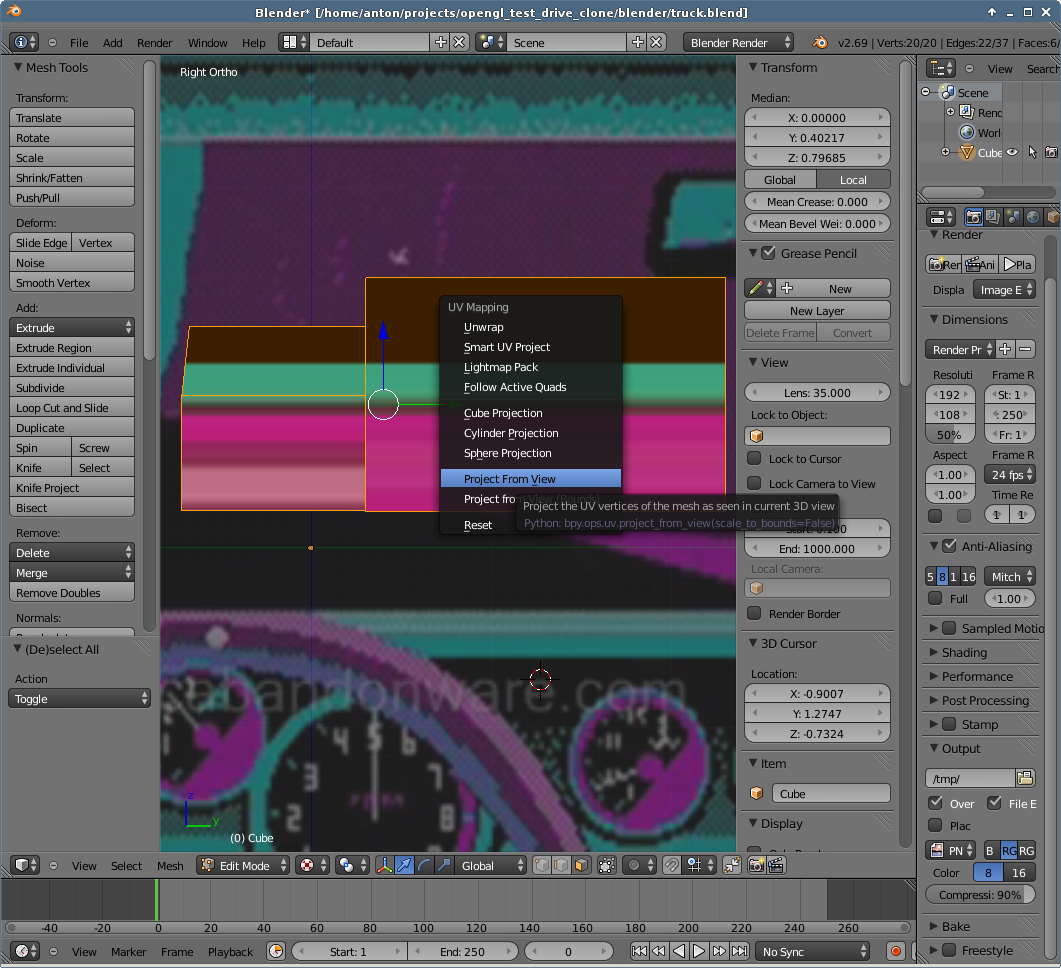 Blender* [/home/anton/projects/opengl_test_drive_clone/blender/truck.blend]
File Add Render Window Help Default Scene Blender Render v2.69 | Verts:20/20 | Edges:22/37 | Faces:6/
Mesh Tools
Transform:
Translate
Rotate
Scale
Shrink/Fatten
Push/Pull
Deform:
Slide Edge Vertex
Noise
Smooth Vertex
Add:
Extrude
Extrude Region
Extrude Individual
Subdivide
Loop Cut and Slide
Duplicate
Spin Screw
Knife Select
Knife Project
Bisect
Remove:
Delete
Merge
Remove Doubles
Normals:
(De)select All
Action
Toggle
Right Ortho
UV Mapping
Unwrap
Smart UV Project
Lightmap Pack
Follow Active Quads
Cube Projection
Cylinder Projection
Sphere Projection
Project From View
Project from View (Bounds)
Reset
Project the UV vertices of the mesh as seen in current 3D view
Python: bpy.ops.uv.project_from_view(scale_to_bounds=False)
abandonware.com
4 5 6
3 7
2 8
z
y
(0) Cube
Transform
Median:
X: 0.00000
Y: 0.40217
Z: 0.79685
Global Local
Mean Crease: 0.000
Mean Bevel Wei: 0.000
Grease Pencil
New
New Layer
Delete Frame Convert
View
Lens: 35.000
Lock to Object:
Lock to Cursor
Lock Camera to View
Start: 0.100
End: 1000.000
Local Camera:
Render Border
3D Cursor
Location:
X: -0.9007
Y: 1.2747
Z: -0.7324
Item
Cube
Display
View Search
Scene
Rend
Worl
Cube
Render
Ren Ani Pla
Displa Image E
Dimensions
Render Pr
Resoluti Frame R
192 St: 1
108 : 250
50% Fr: 1
Aspect Frame R
1.00 24 fps
1.00 Time Re
1 1
Anti-Aliasing
5 8 1 16 Mitch
Full 1.00
Sampled Motio
Shading
Performance
Post Processing
Stamp
Output
/tmp/
Over File E
Plac
PN B RG RG
Color 8 16
Compressi: 90%
Bake
Freestyle
View Select Mesh Edit Mode Global
-40 -20 0 20 40 60 80 100 120 140 160 180 200 220 240 260
View Marker Frame Playback Start: 1 End: 250 0 No Sync